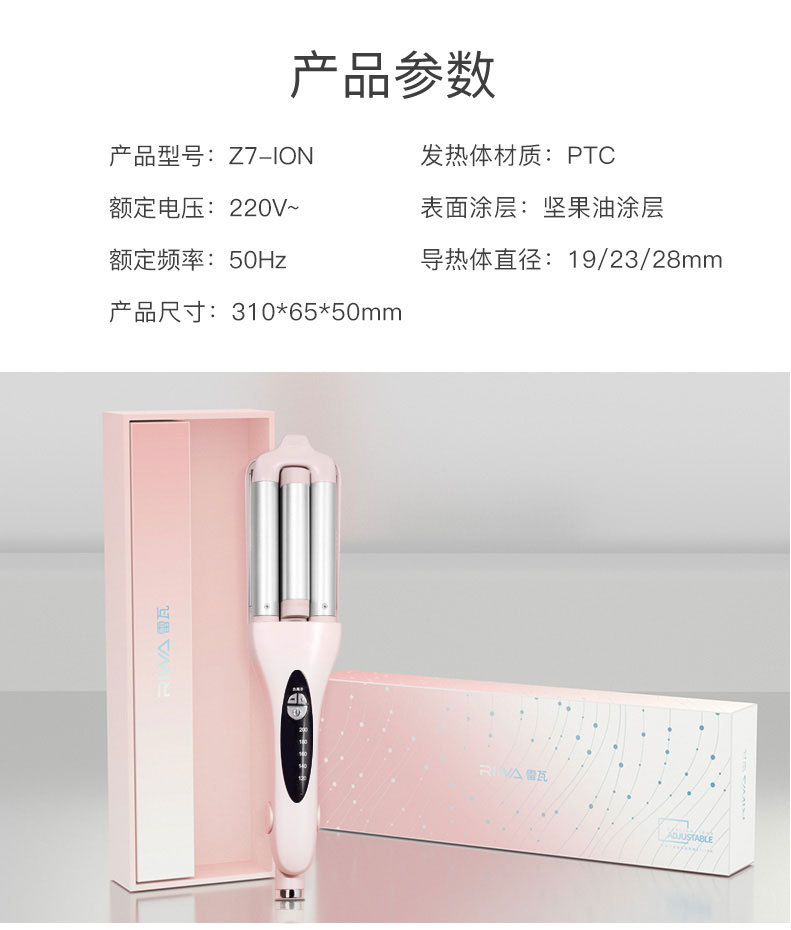 产品参数
产品型号：Z7-ION
发热体材质：PTC
额定电压：220V~
表面涂层：坚果油涂层
额定频率：50Hz
导热体直径：19/23/28mm
产品尺寸：310*65*50mm
RIWA 雷瓦
负离子
200
180
160
140
120
RIWA 雷瓦
ADJUSTABLE